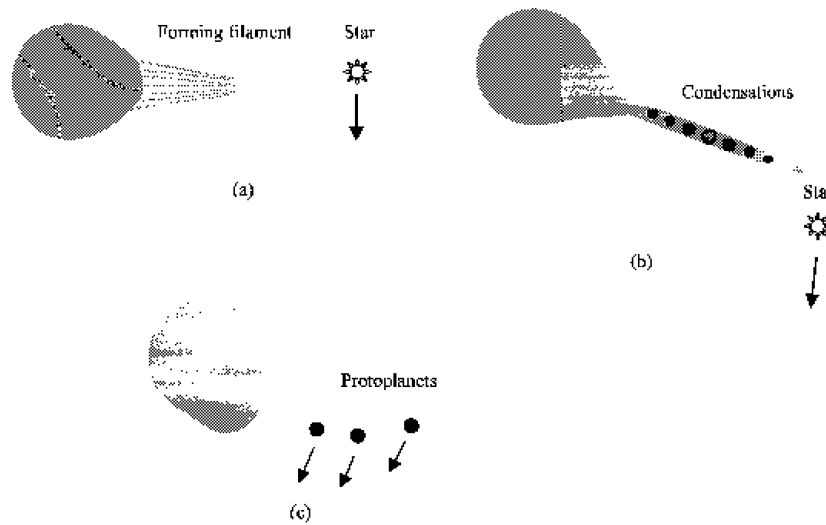 Forming filament
Star
(a)
Condensations
Sta
(b)
Protoplanets
(c)